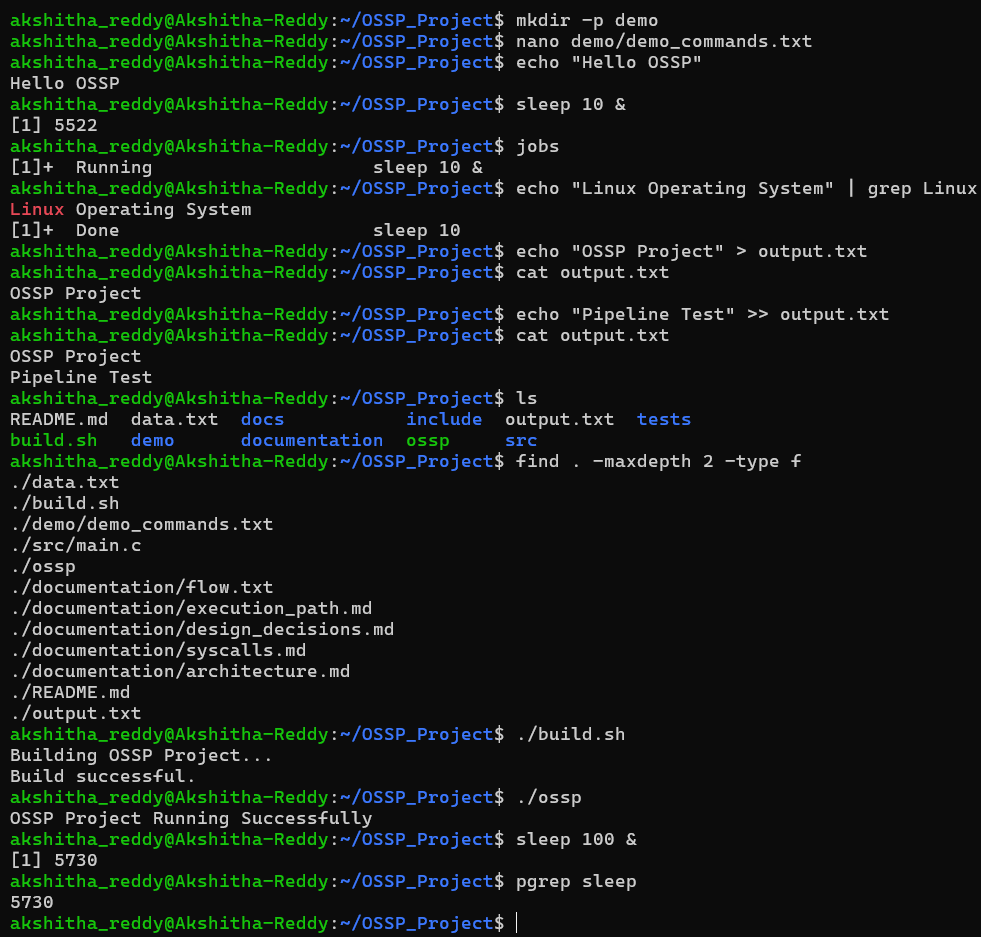 akshitha_reddy@Akshitha-Reddy:~/OSSP_Project$ mkdir -p demo
akshitha_reddy@Akshitha-Reddy:~/OSSP_Project$ nano demo/demo_commands.txt
akshitha_reddy@Akshitha-Reddy:~/OSSP_Project$ echo "Hello OSSP"
Hello OSSP
akshitha_reddy@Akshitha-Reddy:~/OSSP_Project$ sleep 10 &
[1] 5522
akshitha_reddy@Akshitha-Reddy:~/OSSP_Project$ jobs
[1]+  Running                    sleep 10 &
akshitha_reddy@Akshitha-Reddy:~/OSSP_Project$ echo "Linux Operating System" | grep Linux
Linux Operating System
[1]+  Done                       sleep 10
akshitha_reddy@Akshitha-Reddy:~/OSSP_Project$ echo "OSSP Project" > output.txt
akshitha_reddy@Akshitha-Reddy:~/OSSP_Project$ cat output.txt
OSSP Project
akshitha_reddy@Akshitha-Reddy:~/OSSP_Project$ echo "Pipeline Test" >> output.txt
akshitha_reddy@Akshitha-Reddy:~/OSSP_Project$ cat output.txt
OSSP Project
Pipeline Test
akshitha_reddy@Akshitha-Reddy:~/OSSP_Project$ ls
README.md  data.txt  docs           include  output.txt  tests
build.sh   demo      documentation  ossp     src
akshitha_reddy@Akshitha-Reddy:~/OSSP_Project$ find . -maxdepth 2 -type f
./data.txt
./build.sh
./demo/demo_commands.txt
./src/main.c
./ossp
./documentation/flow.txt
./documentation/execution_path.md
./documentation/design_decisions.md
./documentation/syscalls.md
./documentation/architecture.md
./README.md
./output.txt
akshitha_reddy@Akshitha-Reddy:~/OSSP_Project$ ./build.sh
Building OSSP Project...
Build successful.
akshitha_reddy@Akshitha-Reddy:~/OSSP_Project$ ./ossp
OSSP Project Running Successfully
akshitha_reddy@Akshitha-Reddy:~/OSSP_Project$ sleep 100 &
[1] 5730
akshitha_reddy@Akshitha-Reddy:~/OSSP_Project$ pgrep sleep
5730
akshitha_reddy@Akshitha-Reddy:~/OSSP_Project$